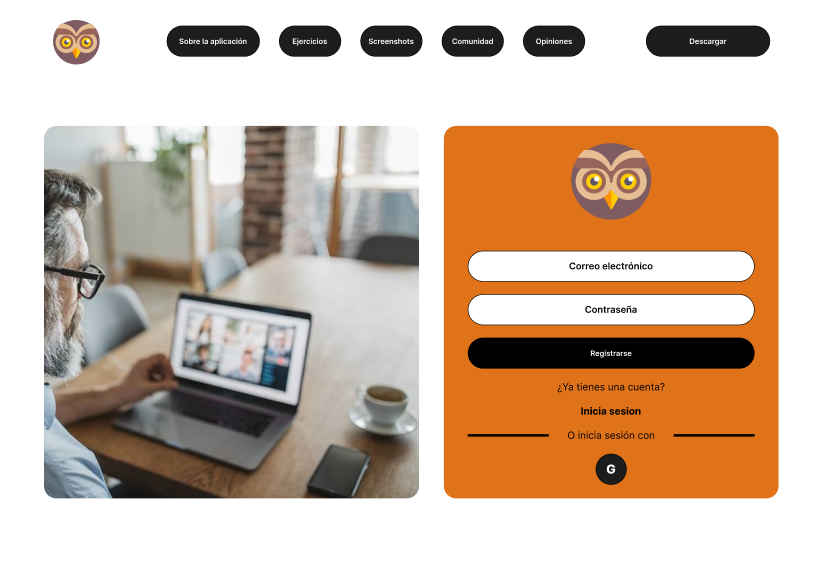 Sobre la aplicación
Ejercicios
Screenshots
Comunidad
Opiniones
Descargar
Correo electrónico
Contraseña
Registrarse
¿Ya tienes una cuenta?
Inicia sesion
O inicia sesión con
G